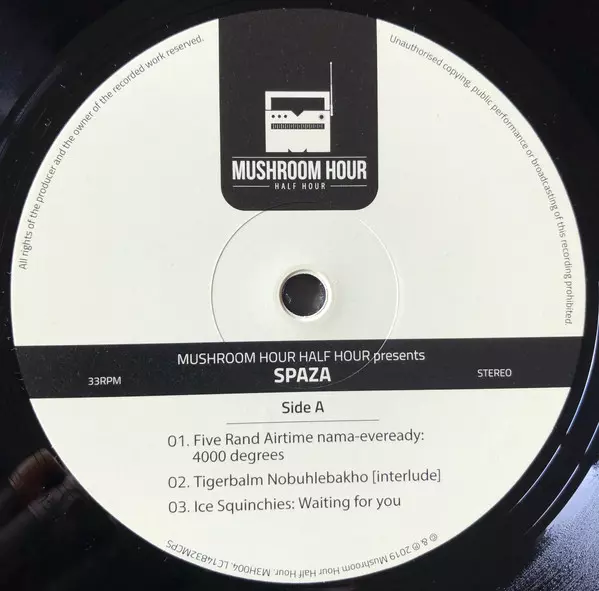 All rights of the producer and the owner of the recorded work reserved.
Unauthorised copying, public performance or broadcasting of this recording prohibited.
MUSHROOM HOUR
HALF HOUR
MUSHROOM HOUR HALF HOUR presents
33RPM
SPAZA
STEREO
Side A
01. Five Rand Airtime nama-eveready:
4000 degrees
02. Tigerbalm Nobuhlebakho [interlude]
03. Ice Squinchies: Waiting for you
© & ℗ 2019 Mushroom Hour Half Hour. M3H004. LC14832MCPS